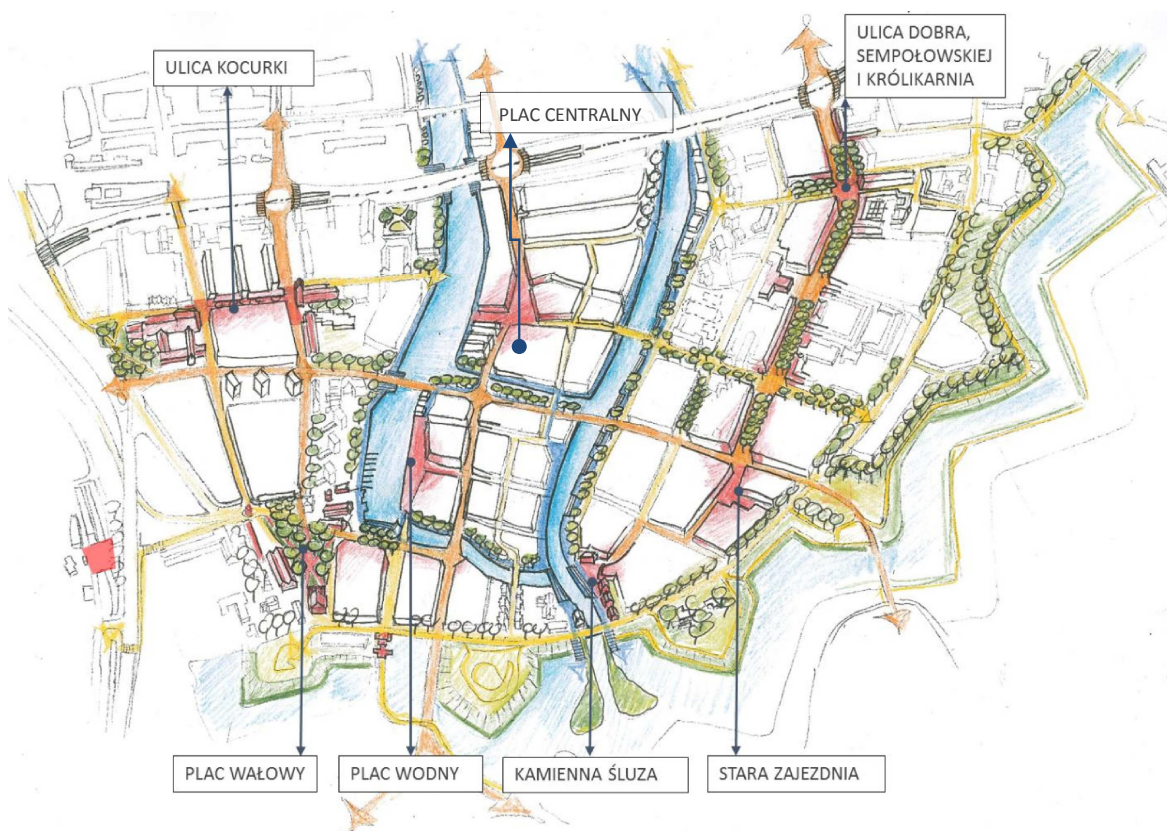 ULICA DOBRA,
SEMPOŁOWSKIEJ
I KRÓLIKARNIA
ULICA KOCURKI
PLAC CENTRALNY
PLAC WAŁOWY
PLAC WODNY
KAMIENNA ŚLUZA
STARA ZAJEZDNIA